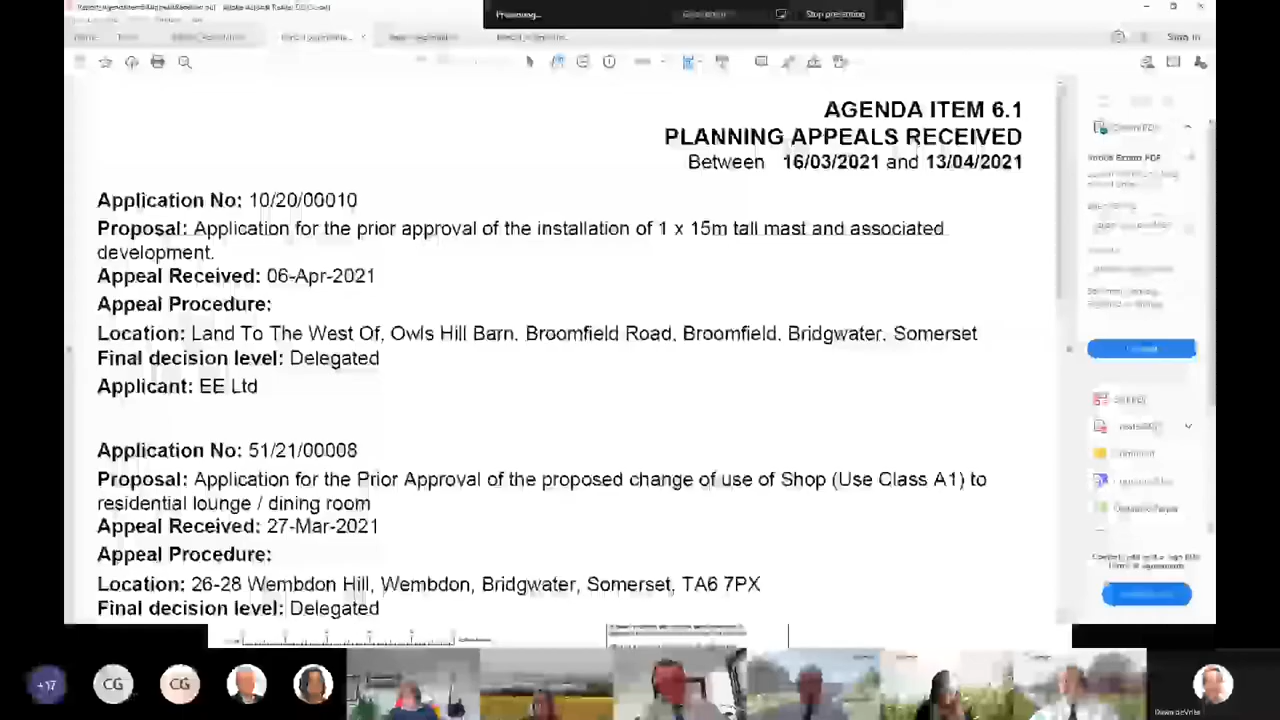 Stop presenting
Sign In
AGENDA ITEM 6.1
PLANNING APPEALS RECEIVED
Between 16/03/2021 and 13/04/2021
Application No: 10/20/00010
Proposal: Application for the prior approval of the installation of 1 x 15m tall mast and associated
development.
Appeal Received: 06-Apr-2021
Appeal Procedure:
Location: Land To The West Of, Owls Hill Barn, Broomfield Road, Broomfield, Bridgwater, Somerset
Final decision level: Delegated
Applicant: EE Ltd
Application No: 51/21/00008
Proposal: Application for the Prior Approval of the proposed change of use of Shop (Use Class A1) to
residential lounge / dining room
Appeal Received: 27-Mar-2021
Appeal Procedure:
Location: 26-28 Wembdon Hill, Wembdon, Bridgwater, Somerset, TA6 7PX
Final decision level: Delegated
+17
CG
CG